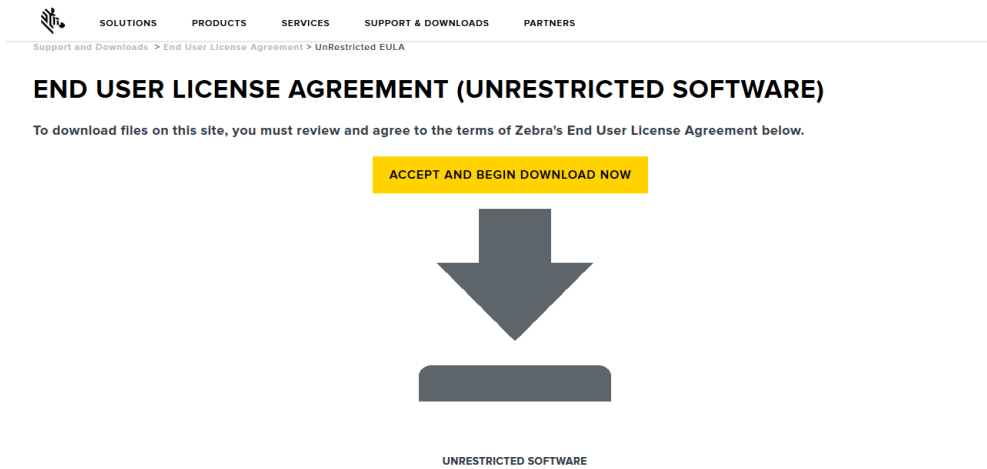 SOLUTIONS PRODUCTS SERVICES SUPPORT & DOWNLOADS PARTNERS
Support and Downloads > End User License Agreement > UnRestricted EULA
END USER LICENSE AGREEMENT (UNRESTRICTED SOFTWARE)
To download files on this site, you must review and agree to the terms of Zebra's End User License Agreement below.
ACCEPT AND BEGIN DOWNLOAD NOW
UNRESTRICTED SOFTWARE